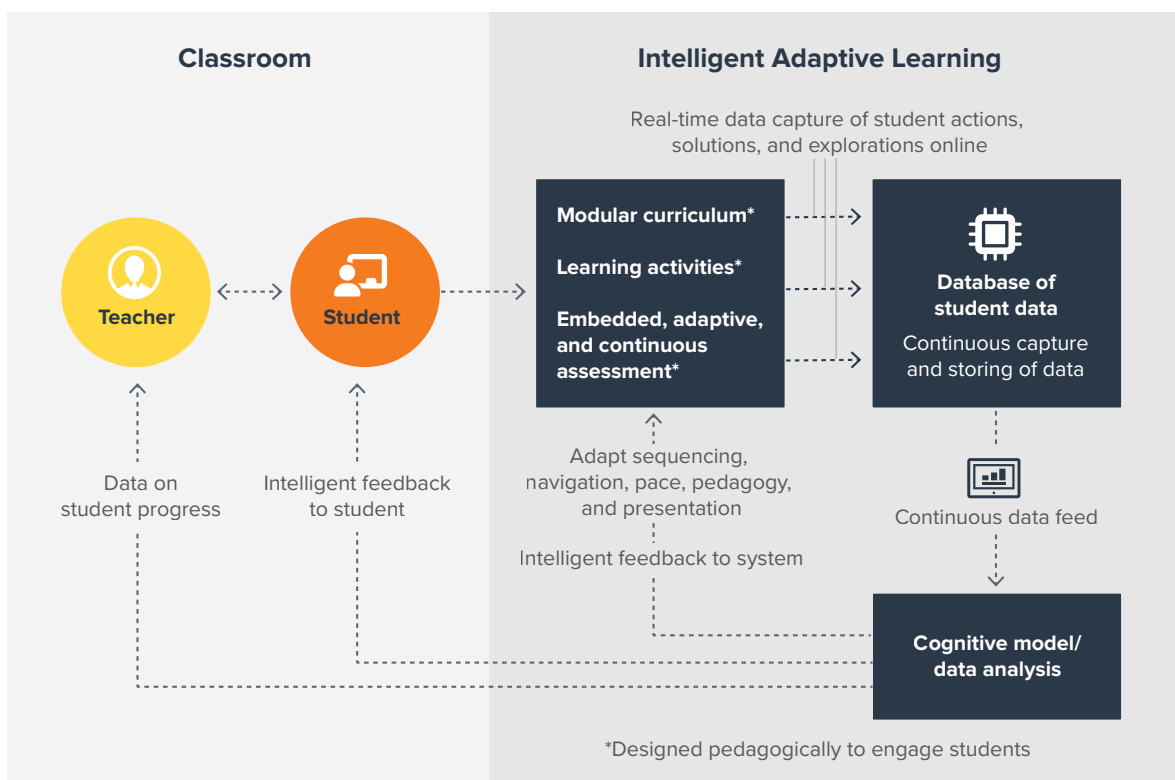 Classroom
Intelligent Adaptive Learning
Real-time data capture of student actions,
solutions, and explorations online
Teacher
Student
Modular curriculum*
Learning activities*
Embedded, adaptive,
and continuous
assessment*
Database of
student data
Continuous capture
and storing of data
Data on
student progress
Intelligent feedback
to student
Adapt sequencing,
navigation, pace, pedagogy,
and presentation
Intelligent feedback to system
Continuous data feed
Cognitive model/
data analysis
*Designed pedagogically to engage students